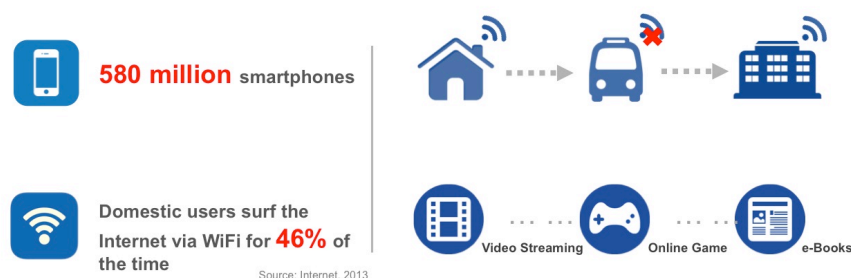 580 million smartphones
Domestic users surf the
Internet via WiFi for 46% of
the time
Source: Internet, 2013
Video Streaming
Online Game
e-Books